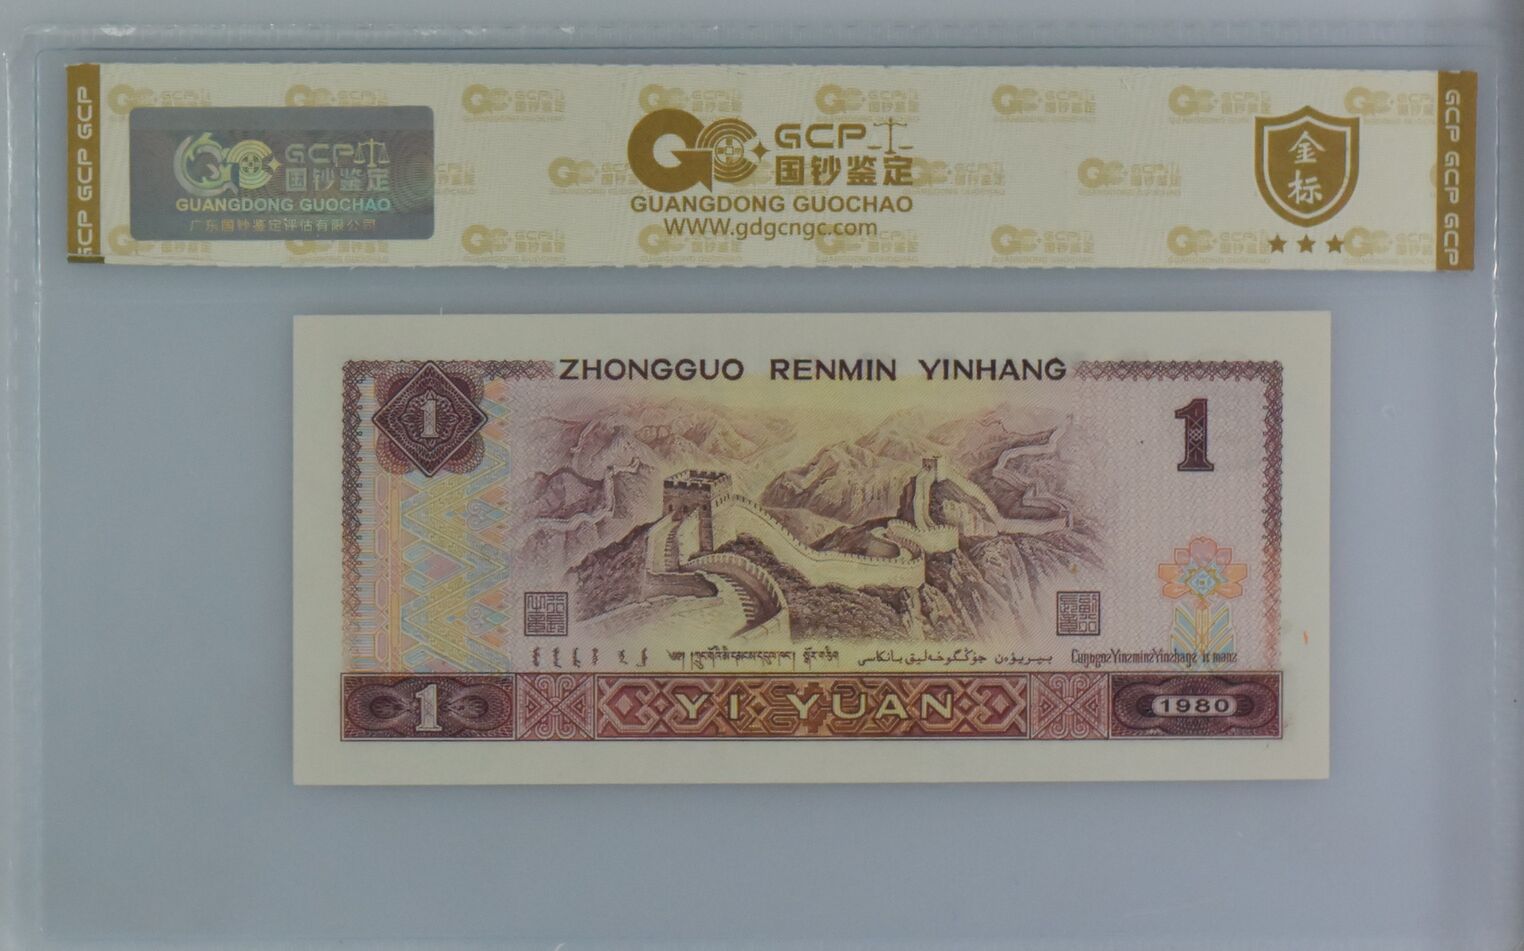 GCP GCP GCP
GCP 国钞鉴定
GUANGDONG GUOCHAO
广东国钞鉴定评估有限公司
GCP 国钞鉴定
GUANGDONG GUOCHAO
WWW.gdgcngc.com
金标
GCP GCP GCP
ZHONGGUO RENMIN YINHANG
1
1
1
YI YUAN
1980